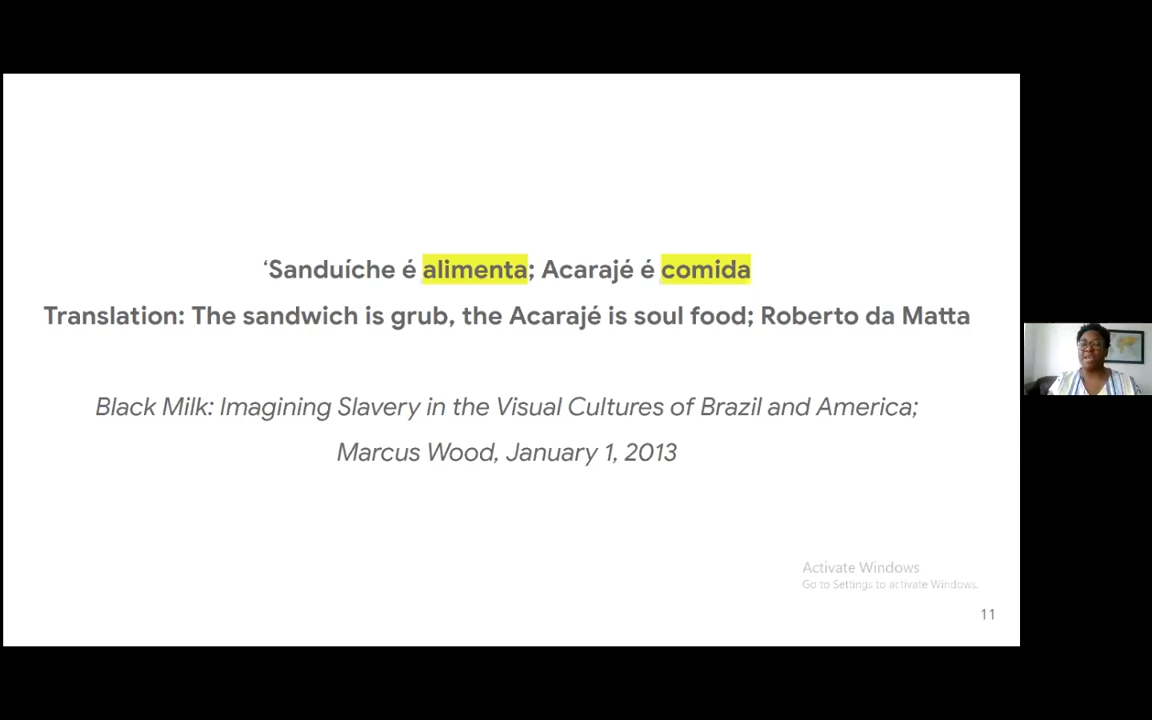 ‘Sanduíche é alimenta; Acarajé é comida
Translation: The sandwich is grub, the Acarajé is soul food; Roberto da Matta
Black Milk: Imagining Slavery in the Visual Cultures of Brazil and America;
Marcus Wood, January 1, 2013
Activate Windows
Go to Settings to activate Windows.
11